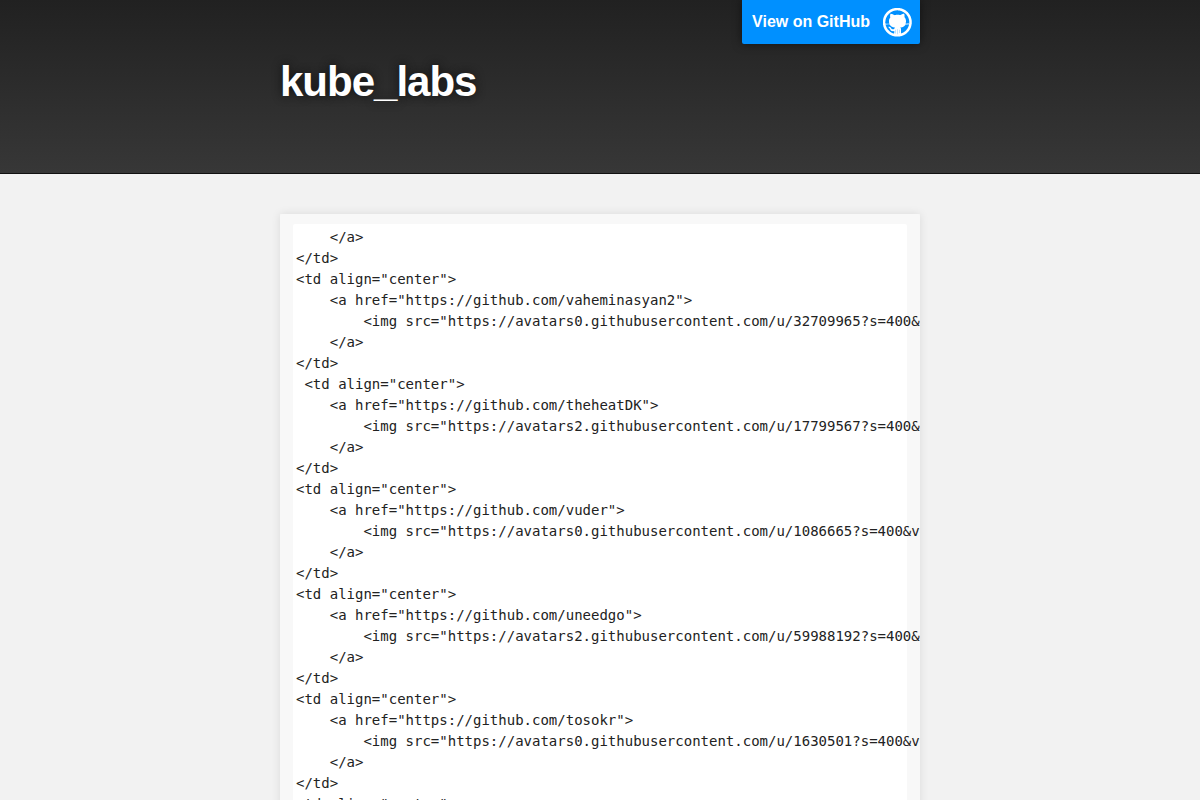 View on GitHub
kube_labs
    </a>
</td>
<td align="center">
    <a href="https://github.com/vaheminasyan2">
        <img src="https://avatars0.githubusercontent.com/u/32709965?s=400&
    </a>
</td>
 <td align="center">
    <a href="https://github.com/theheatDK">
        <img src="https://avatars2.githubusercontent.com/u/17799567?s=400&
    </a>
</td>
<td align="center">
    <a href="https://github.com/vuder">
        <img src="https://avatars0.githubusercontent.com/u/1086665?s=400&v
    </a>
</td>
<td align="center">
    <a href="https://github.com/uneedgo">
        <img src="https://avatars2.githubusercontent.com/u/59988192?s=400&
    </a>
</td>
<td align="center">
    <a href="https://github.com/tosokr">
        <img src="https://avatars0.githubusercontent.com/u/1630501?s=400&v
    </a>
</td>